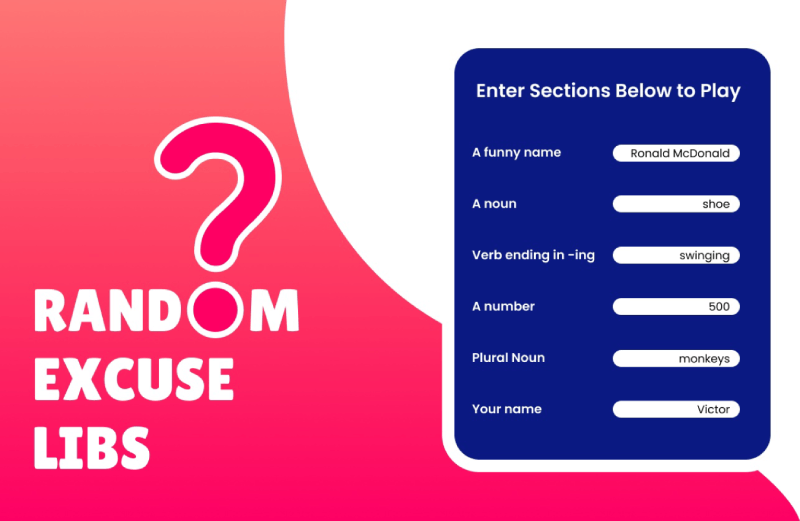 RANDOM
EXCUSE
LIBS
Enter Sections Below to Play
A funny name Ronald McDonald
A noun shoe
Verb ending in -ing swinging
A number 500
Plural Noun monkeys
Your name Victor